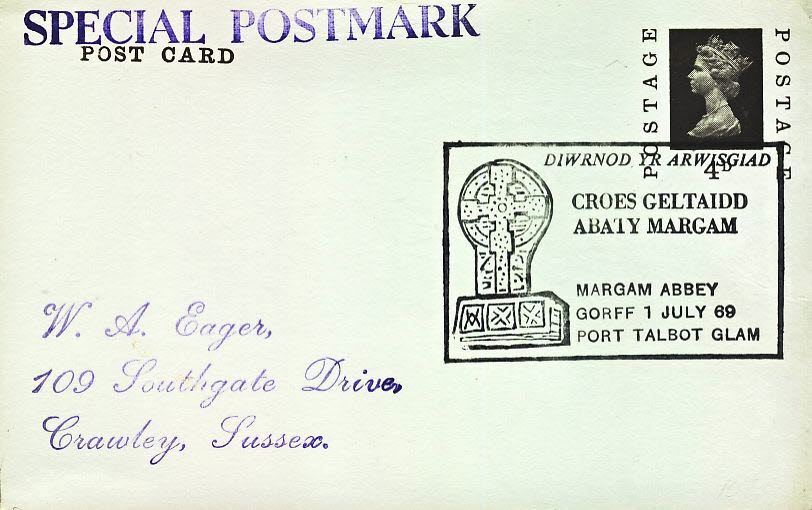 SPECIAL POSTMARK
POST CARD
POSTAGE
POSTAGE
4D
DIWRNOD YR ARWISGIAD
CROES GELTAIDD
ABATY MARGAM
MARGAM ABBEY
GORFF 1 JULY 69
PORT TALBOT GLAM
W. A. Eager,
109 Southgate Drive,
Crawley, Sussex.